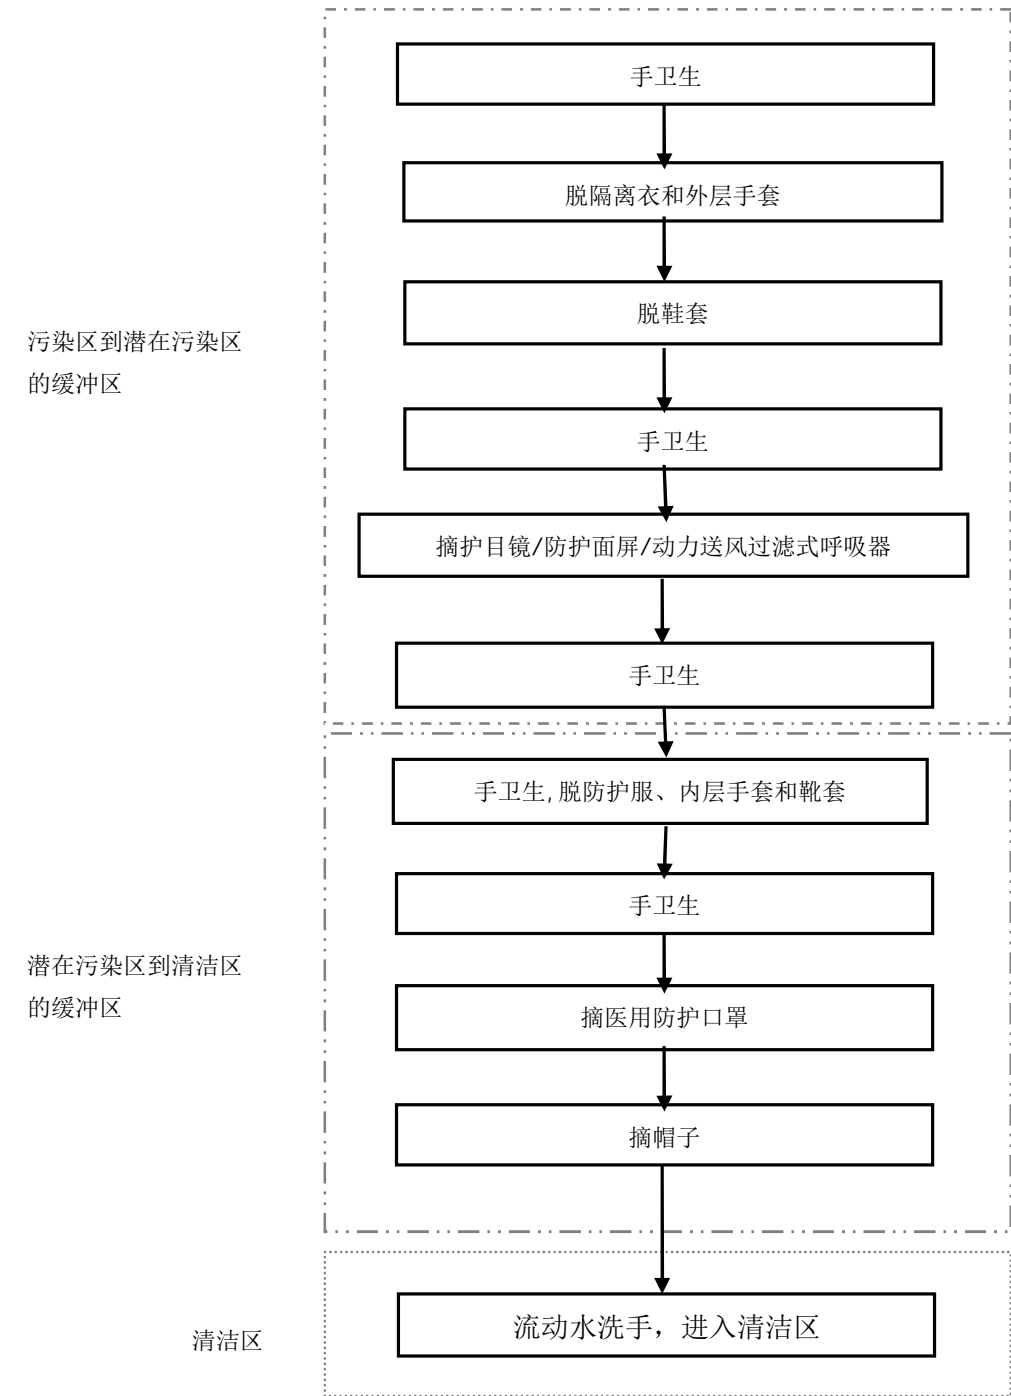 手卫生
脱隔离衣和外层手套
脱鞋套
污染区到潜在污染区
的缓冲区
手卫生
摘护目镜/防护面屏/动力送风过滤式呼吸器
手卫生
手卫生,脱防护服、内层手套和靴套
手卫生
潜在污染区到清洁区
的缓冲区
摘医用防护口罩
摘帽子
清洁区
流动水洗手，进入清洁区